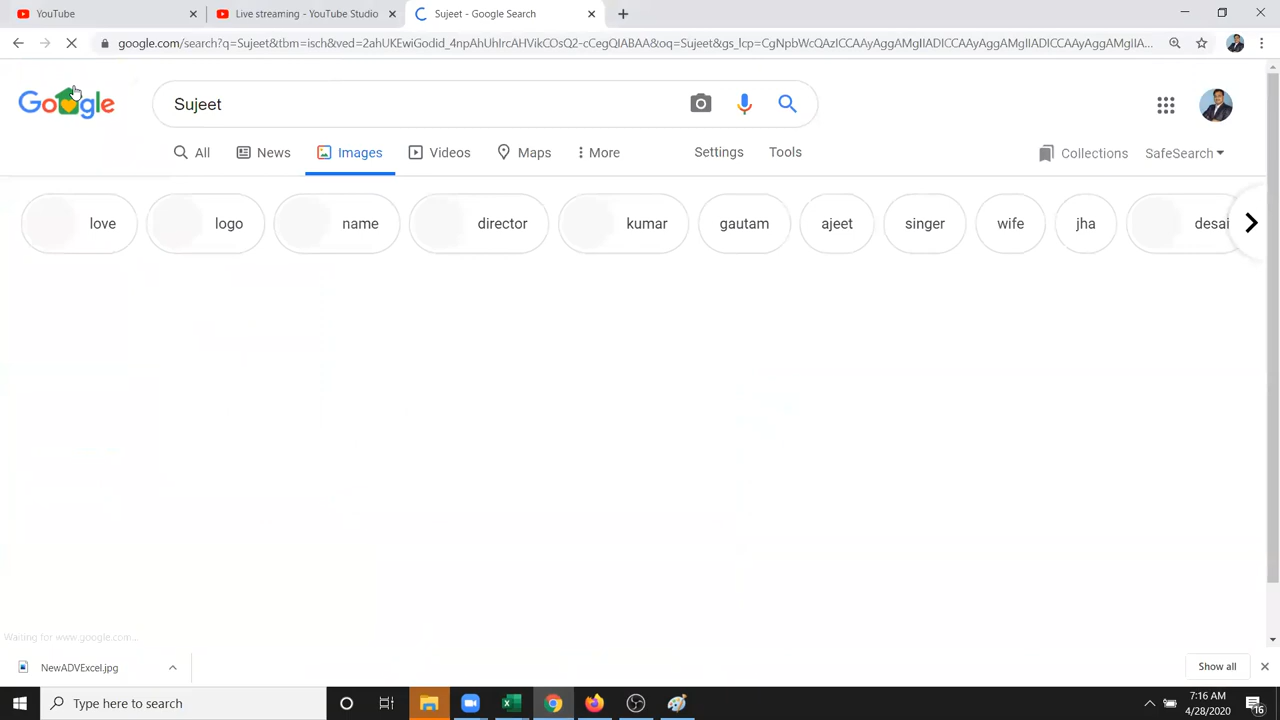 YouTube
Live streaming - YouTube Studio
Sujeet - Google Search
google.com/search?q=Sujeet&tbm=isch&ved=2ahUKEwiGodid_4npAhUhIrcAHVikCOsQ2-cCegQIABAA&oq=Sujeet&gs_lcp=CgNpbWcQAzICCAAyAggAMgIIADICCAAyAggAMgIIADICCAAyAggAMgIIA...
Google
Sujeet
All
News
Images
Videos
Maps
More
Settings
Tools
Collections
SafeSearch
love
logo
name
director
kumar
gautam
ajeet
singer
wife
jha
desai
Waiting for www.google.com...
NewADVExcel.jpg
Show all
Type here to search
7:16 AM
4/28/2020
16